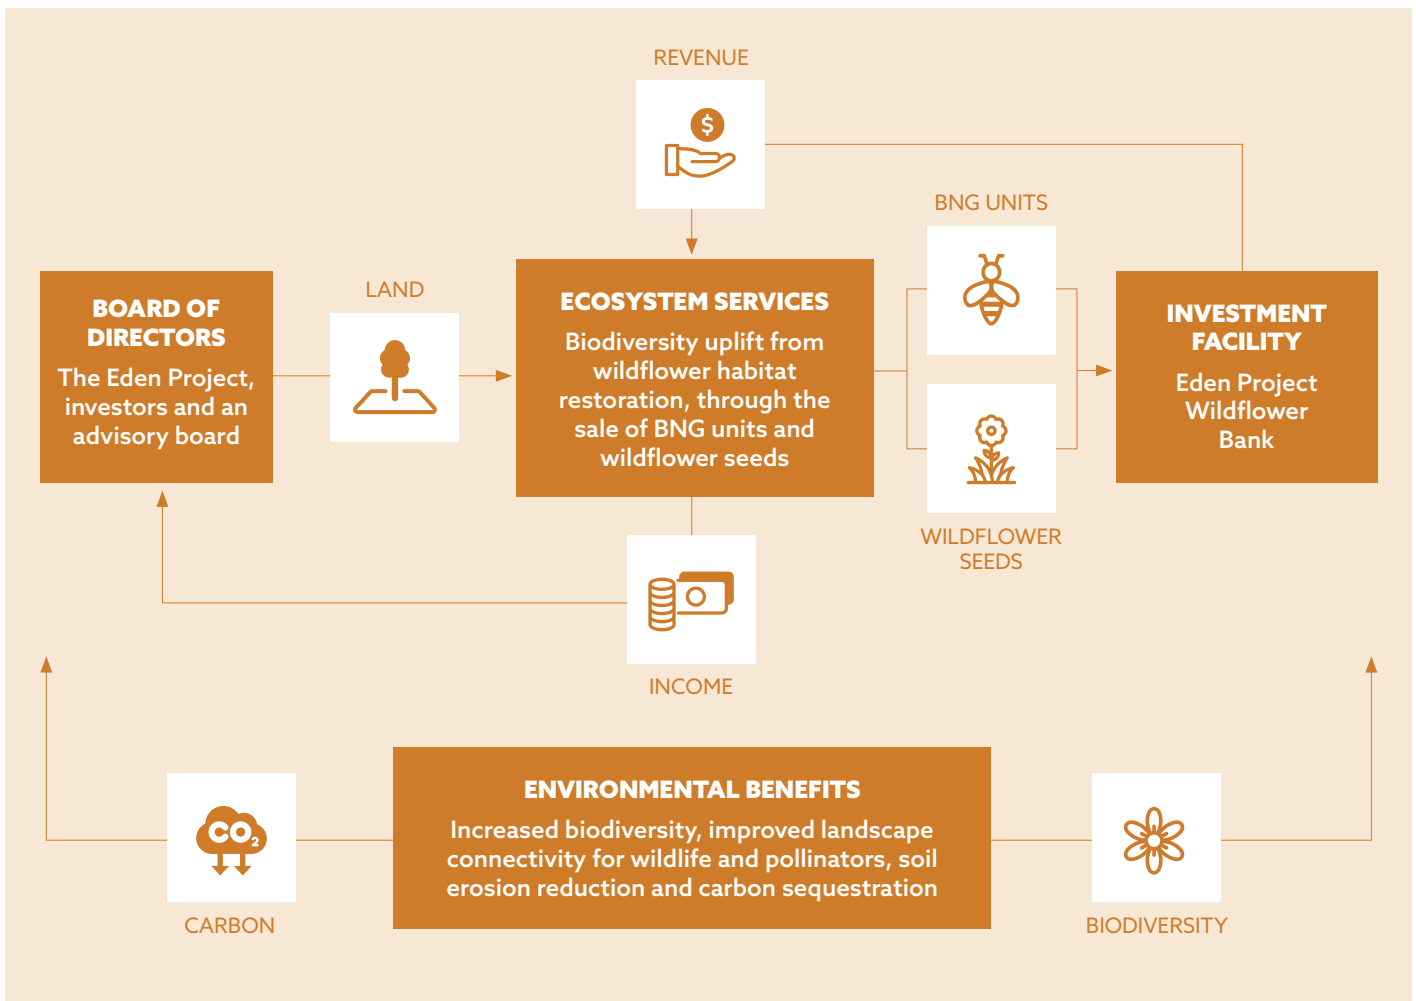 REVENUE
$
BNG UNITS
LAND
BOARD OF
DIRECTORS
The Eden Project,
investors and an
advisory board
ECOSYSTEM SERVICES
Biodiversity uplift from
wildflower habitat
restoration, through the
sale of BNG units and
wildflower seeds
INVESTMENT
FACILITY
Eden Project
Wildflower
Bank
WILDFLOWER
SEEDS
INCOME
ENVIRONMENTAL BENEFITS
Increased biodiversity, improved landscape
connectivity for wildlife and pollinators, soil
erosion reduction and carbon sequestration
CO2
CARBON
BIODIVERSITY